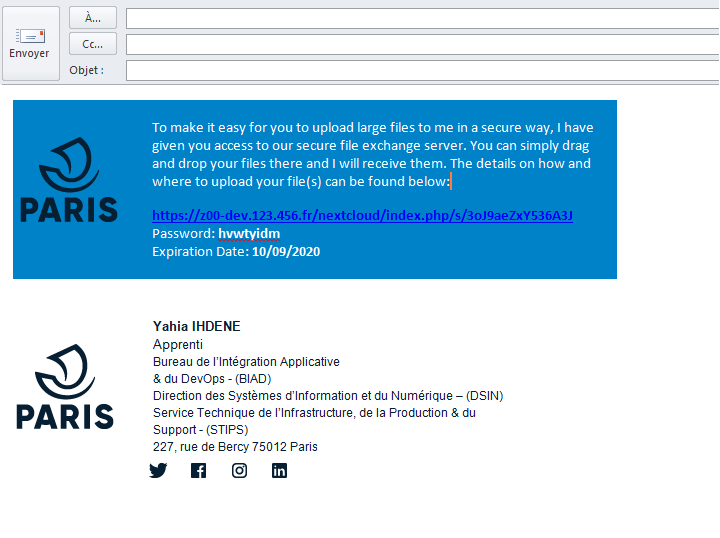 À...
Envoyer
Cc...
Objet :
To make it easy for you to upload large files to me in a secure way, I have
given you access to our secure file exchange server. You can simply drag
and drop your files there and I will receive them. The details on how and
where to upload your file(s) can be found below:
PARIS
https://z00-dev.123.456.fr/nextcloud/index.php/s/3oJ9aeZxY536A3J
Password: hvwtyidm
Expiration Date: 10/09/2020
Yahia IHDENE
Apprenti
Bureau de l’Intégration Applicative
& du DevOps - (BIAD)
Direction des Systèmes d’Information et du Numérique – (DSIN)
Service Technique de l’Infrastructure, de la Production & du
Support - (STIPS)
227, rue de Bercy 75012 Paris
PARIS